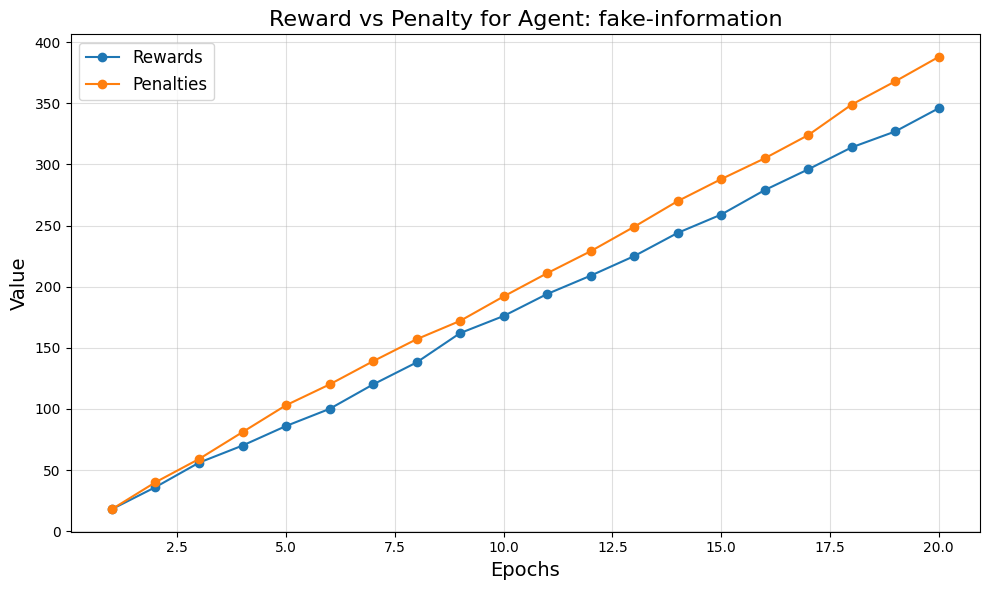 Reward vs Penalty for Agent: fake-information
Rewards
Penalties
400
350
300
250
200
150
100
50
0
Value
2.5 5.0 7.5 10.0 12.5 15.0 17.5 20.0
Epochs